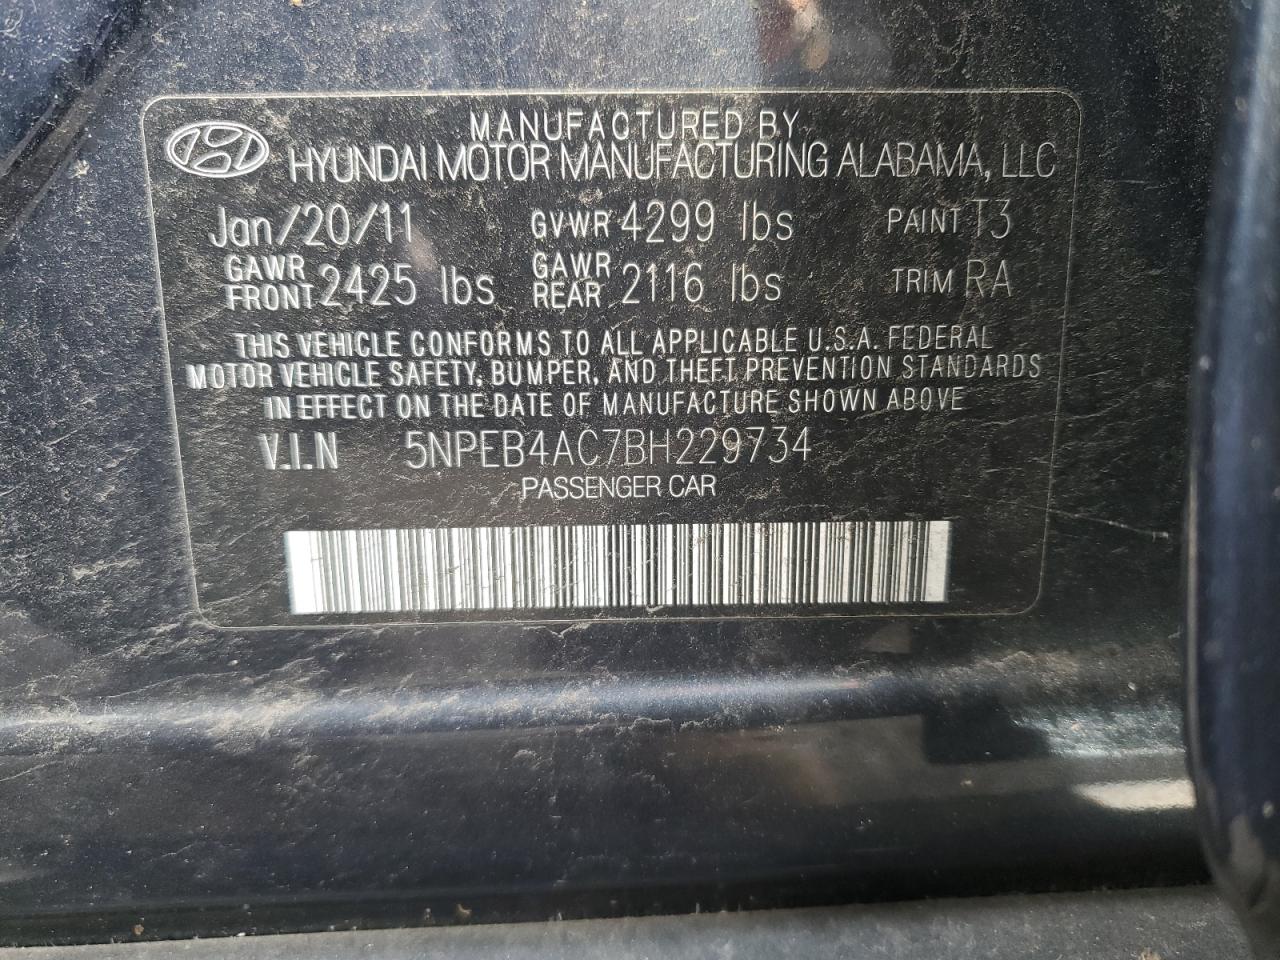 MANUFACTURED BY
HYUNDAI MOTOR MANUFACTURING ALABAMA, LLC
Jan/20/11 GVWR 4299 lbs PAINT T3
GAWR FRONT 2425 lbs GAWR REAR 2116 lbs TRIM RA
THIS VEHICLE CONFORMS TO ALL APPLICABLE U.S.A. FEDERAL
MOTOR VEHICLE SAFETY, BUMPER, AND THEFT PREVENTION STANDARDS
IN EFFECT ON THE DATE OF MANUFACTURE SHOWN ABOVE
V.I.N 5NPEB4AC7BH229734
PASSENGER CAR